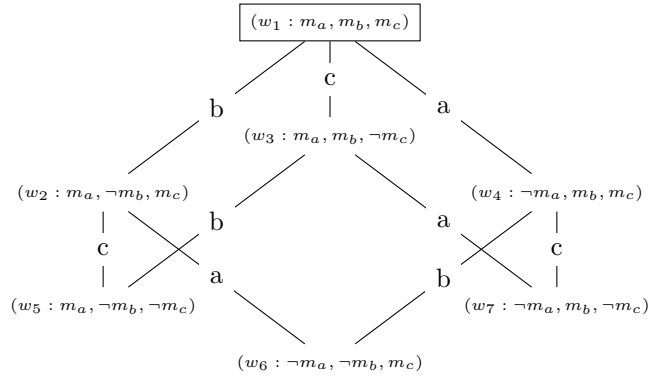 (w₁ : mₐ, m_b, m_c)
c
b
a
(w₃ : mₐ, m_b, ¬m_c)
(w₂ : mₐ, ¬m_b, m_c)
(w₄ : ¬mₐ, m_b, m_c)
b
a
c
c
a
b
(w₅ : mₐ, ¬m_b, ¬m_c)
(w₇ : ¬mₐ, m_b, ¬m_c)
(w₆ : ¬mₐ, ¬m_b, m_c)